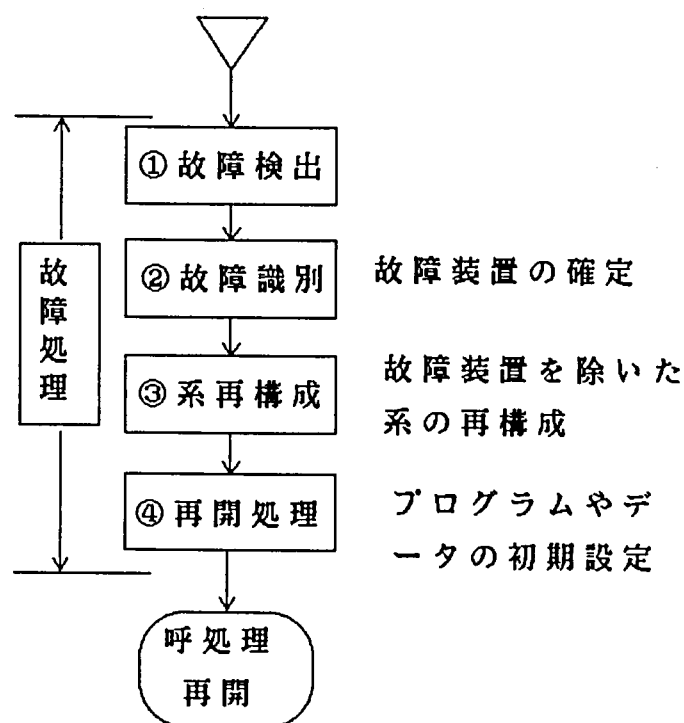 ①故障検出
故障処理
②故障識別
故障装置の確定
③系再構成
故障装置を除いた
系の再構成
④再開処理
プログラムやデ
ータの初期設定
呼処理
再開